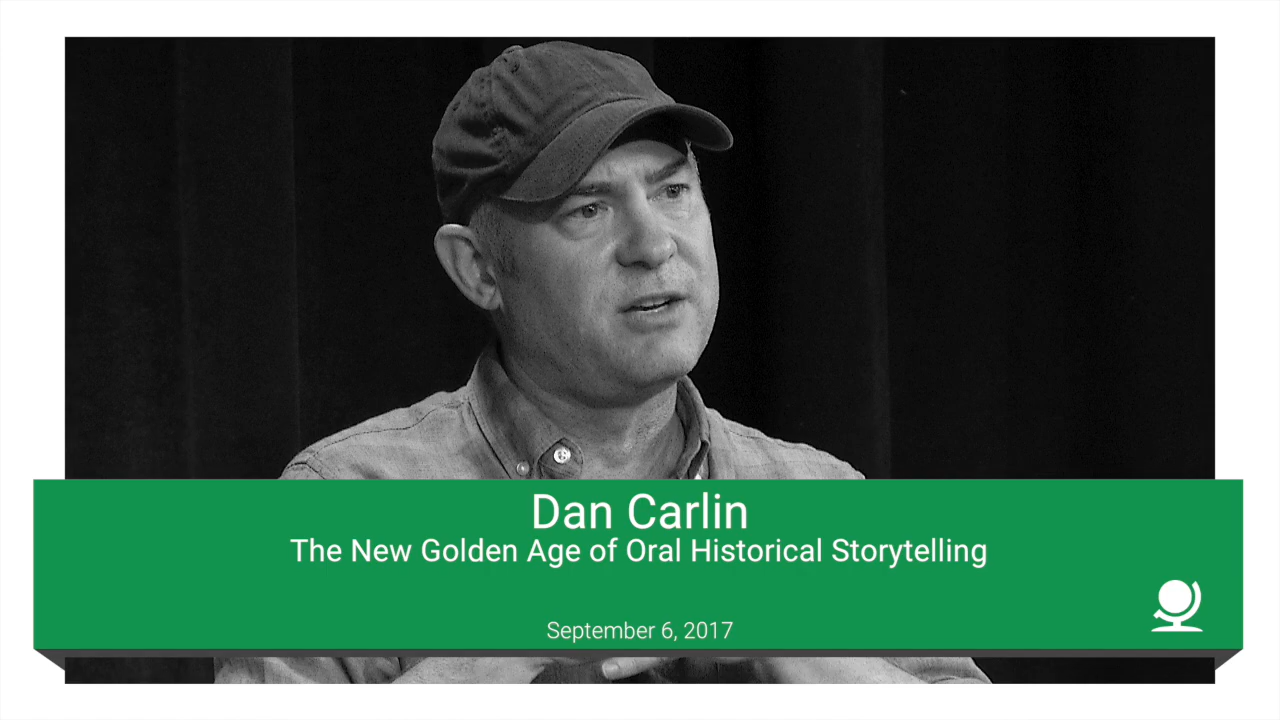 Dan Carlin
The New Golden Age of Oral Historical Storytelling
September 6, 2017